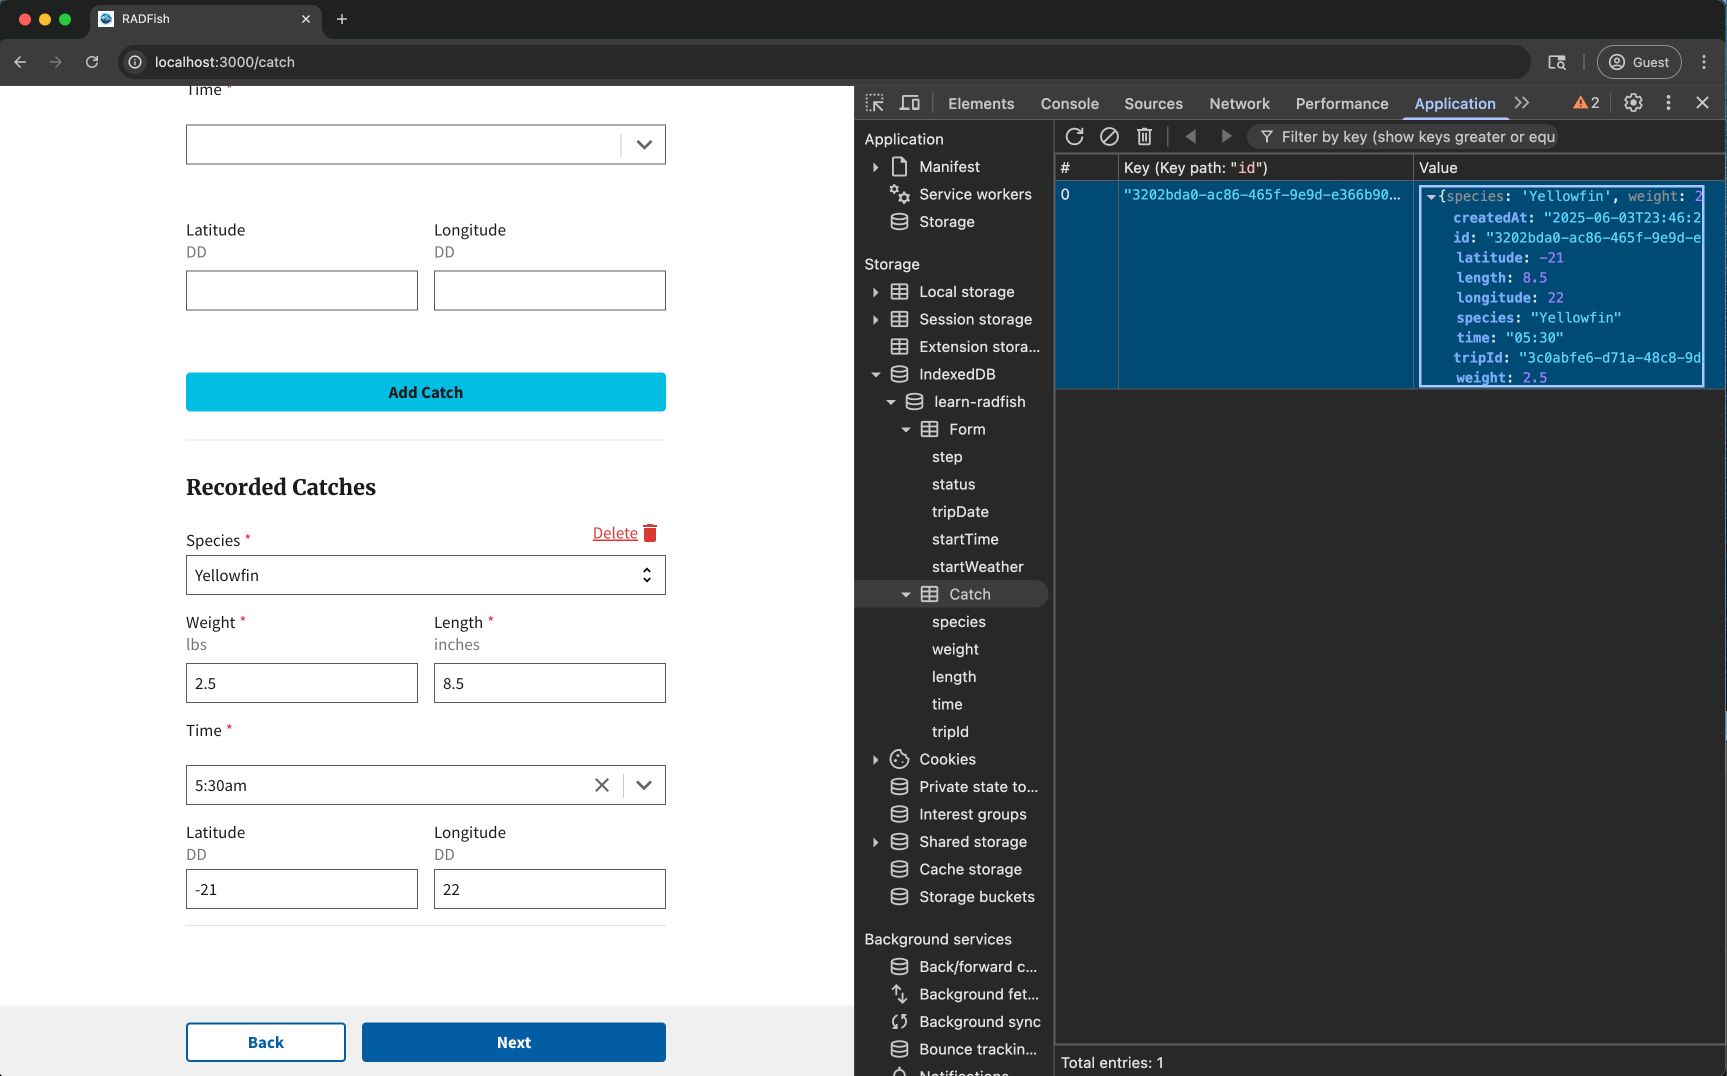 RADFish
localhost:3000/catch
Guest
Time *
Latitude
Longitude
DD
DD
Add Catch
Recorded Catches
Delete
Species *
Yellowfin
Weight *
Length *
lbs
inches
2.5
8.5
Time *
5:30am
Latitude
Longitude
DD
DD
-21
22
Back
Next
Elements
Console
Sources
Network
Performance
Application
2
Application
Manifest
Service workers
Storage
Storage
Local storage
Session storage
Extension stora...
IndexedDB
learn-radfish
Form
step
status
tripDate
startTime
startWeather
Catch
species
weight
length
time
tripId
Cookies
Private state to...
Interest groups
Shared storage
Cache storage
Storage buckets
Background services
Back/forward c...
Background fet...
Background sync
Bounce trackin...
Notifications
Filter by key (show keys greater or equ
# Key (Key path: "id") Value
0 "3202bda0-ac86-465f-9e9d-e366b90... {species: 'Yellowfin', weight: 2
createdAt: "2025-06-03T23:46:2
id: "3202bda0-ac86-465f-9e9d-e
latitude: -21
length: 8.5
longitude: 22
species: "Yellowfin"
time: "05:30"
tripId: "3c0abfe6-d71a-48c8-9d
weight: 2.5
Total entries: 1